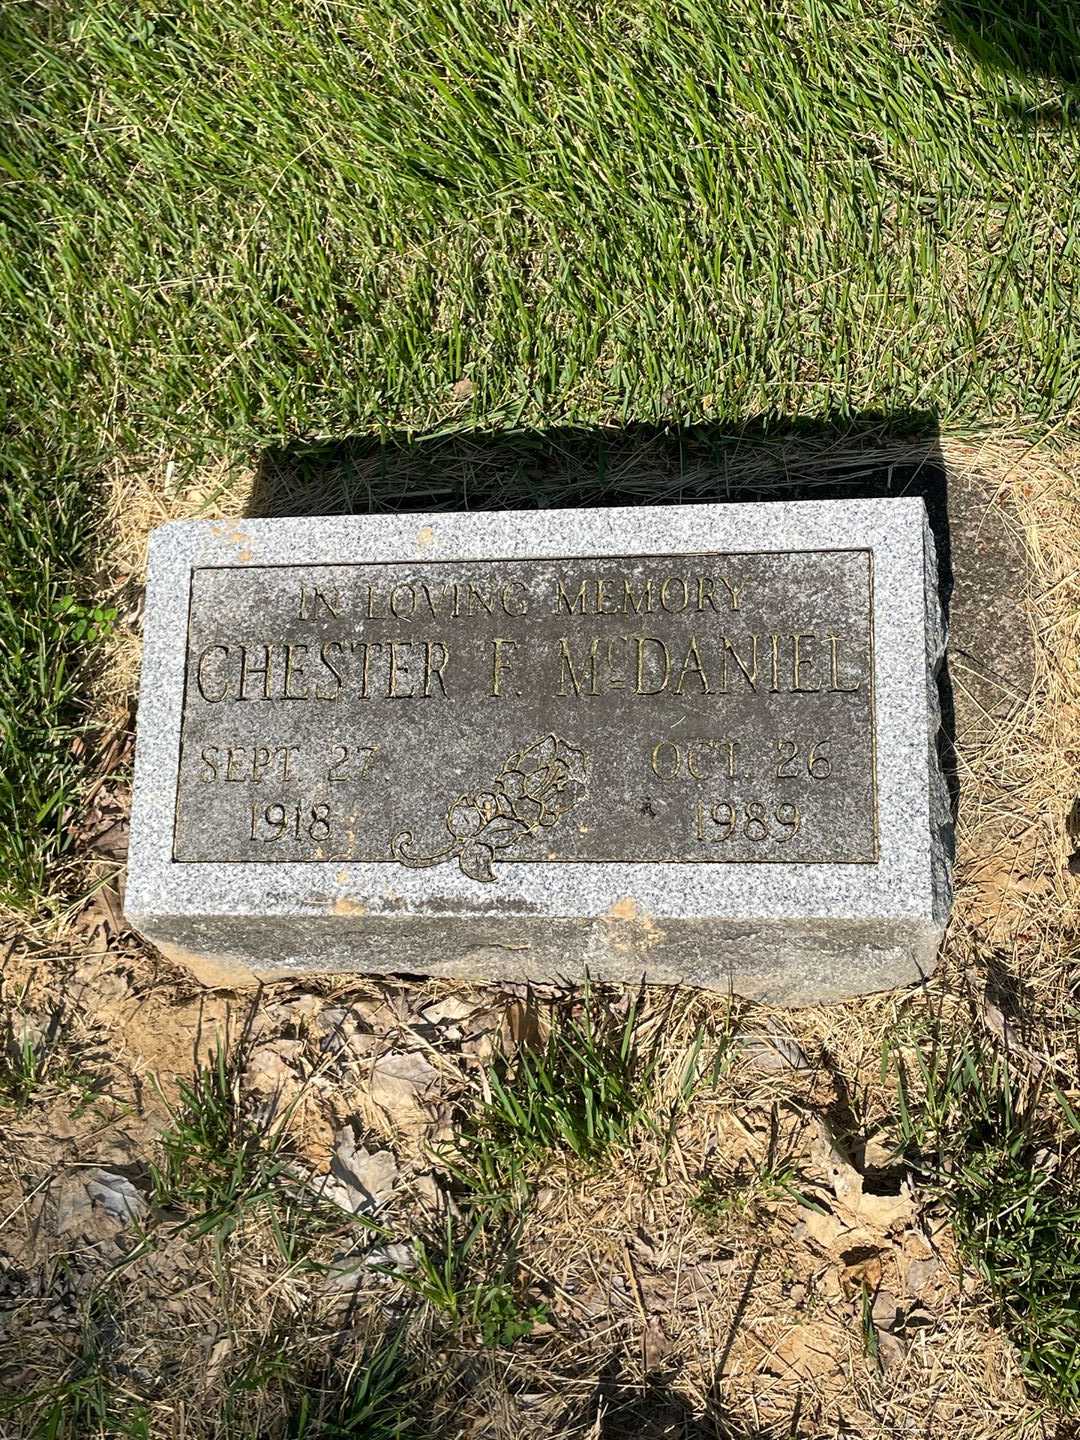 IN LOVING MEMORY
CHESTER F. McDANIEL
SEPT. 27, OCT. 26
1918 1989